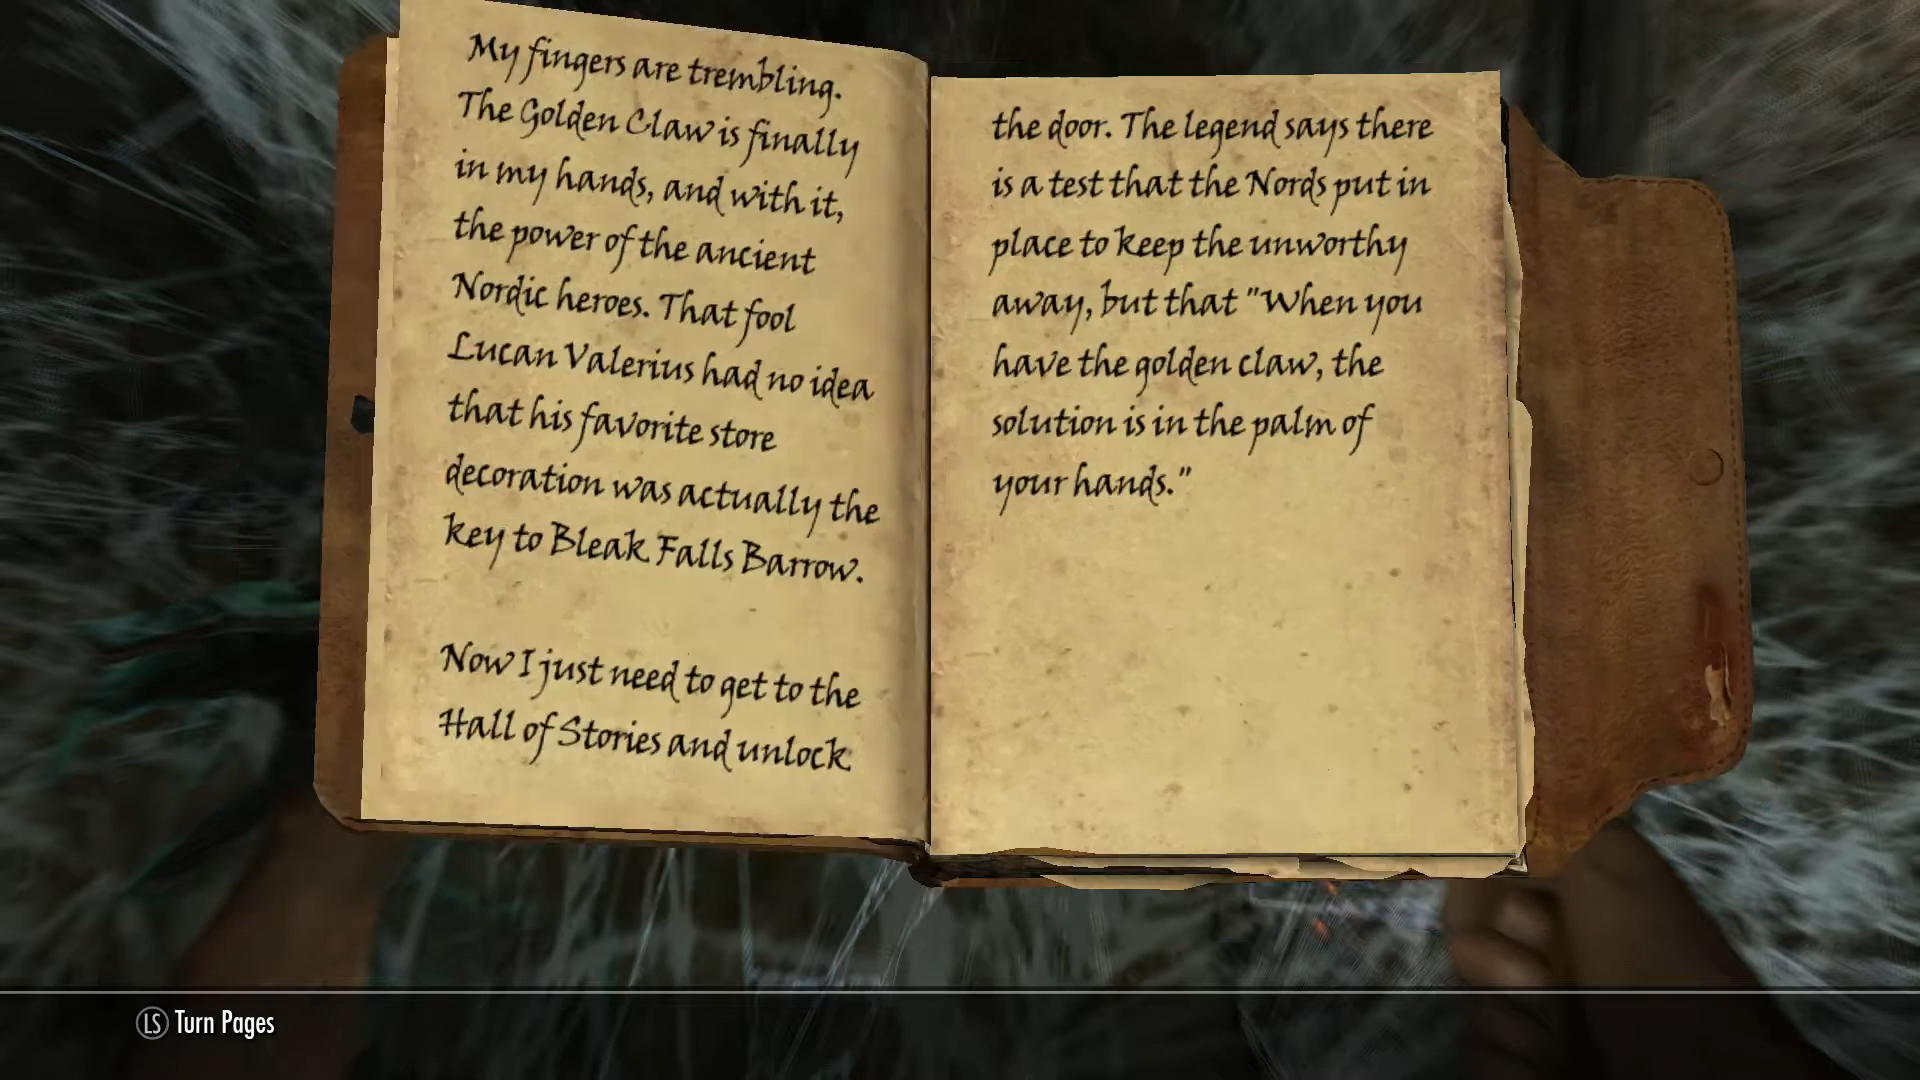 My fingers are trembling.
The Golden Claw is finally
in my hands, and with it,
the power of the ancient
Nordic heroes. That fool
Lucan Valerius had no idea
that his favorite store
decoration was actually the
key to Bleak Falls Barrow.
Now I just need to get to the
Hall of Stories and unlock
the door. The legend says there
is a test that the Nords put in
place to keep the unworthy
away, but that "When you
have the golden claw, the
solution is in the palm of
your hands."
LS Turn Pages